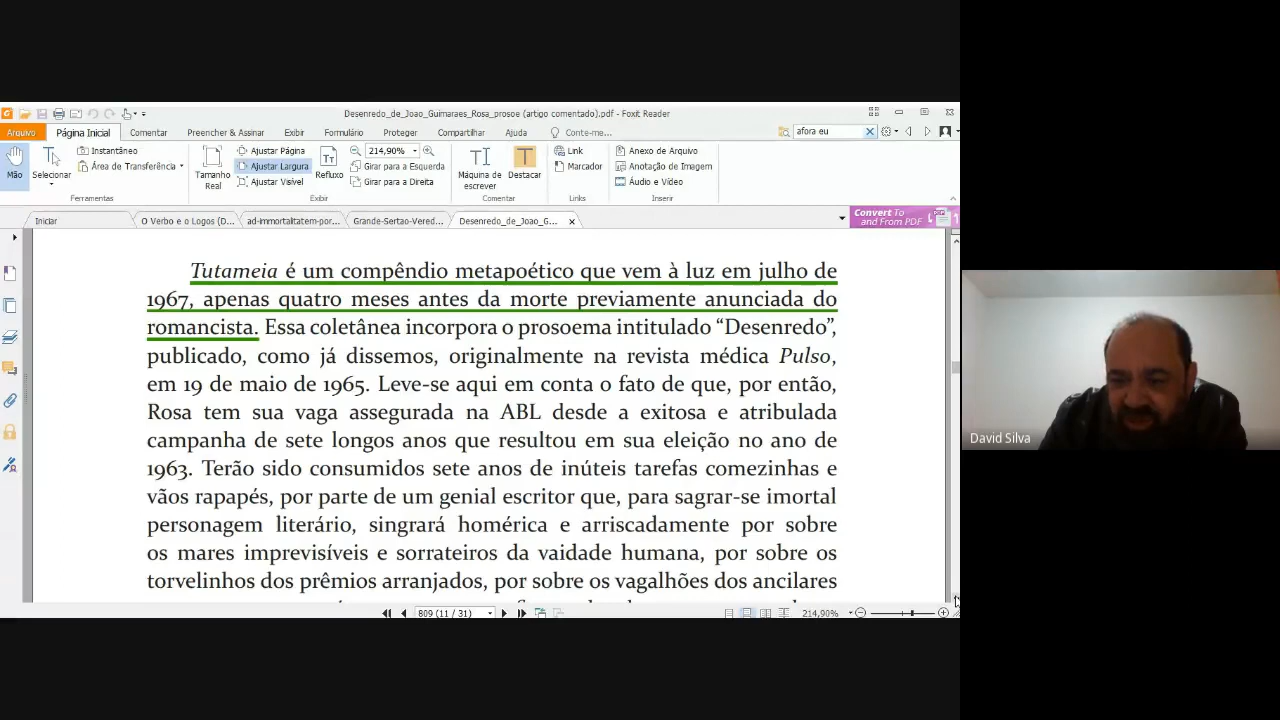 Desenredo_de_Joao_Guimaraes_Rosa_prosoe (artigo comentado).pdf - Foxit Reader
Arquivo Página Inicial Comentar Preencher & Assinar Exibir Formulário Proteger Compartilhar Ajuda Conte-me... afora eu
Mão
Selecionar
Instantâneo
Área de Transferência
Ferramentas
Tamanho Real
Ajustar Página
Ajustar Largura
Ajustar Visível
Refluxo
214,90%
Girar para a Esquerda
Girar para a Direita
Exibir
Máquina de escrever
Destacar
Comentar
Link
Marcador
Links
Anexo de Arquivo
Anotação de Imagem
Áudio e Vídeo
Inserir
Iniciar O Verbo e o Logos (D... ad-immortalitatem-por... Grande-Sertao-Vered... Desenredo_de_Joao_G...
Convert To
and From PDF
PDF
Tutameia é um compêndio metapoético que vem à luz em julho de
1967, apenas quatro meses antes da morte previamente anunciada do
romancista. Essa coletânea incorpora o prosoema intitulado “Desenredo”,
publicado, como já dissemos, originalmente na revista médica Pulso,
em 19 de maio de 1965. Leve-se aqui em conta o fato de que, por então,
Rosa tem sua vaga assegurada na ABL desde a exitosa e atribulada
campanha de sete longos anos que resultou em sua eleição no ano de
1963. Terão sido consumidos sete anos de inúteis tarefas comezinhas e
vãos rapapés, por parte de um genial escritor que, para sagrar-se imortal
personagem literário, singrará homérica e arriscadamente por sobre
os mares imprevisíveis e sorrateiros da vaidade humana, por sobre os
torvelinhos dos prêmios arranjados, por sobre os vagalhões dos ancilares
809 (11 / 31)
214,90%
David Silva